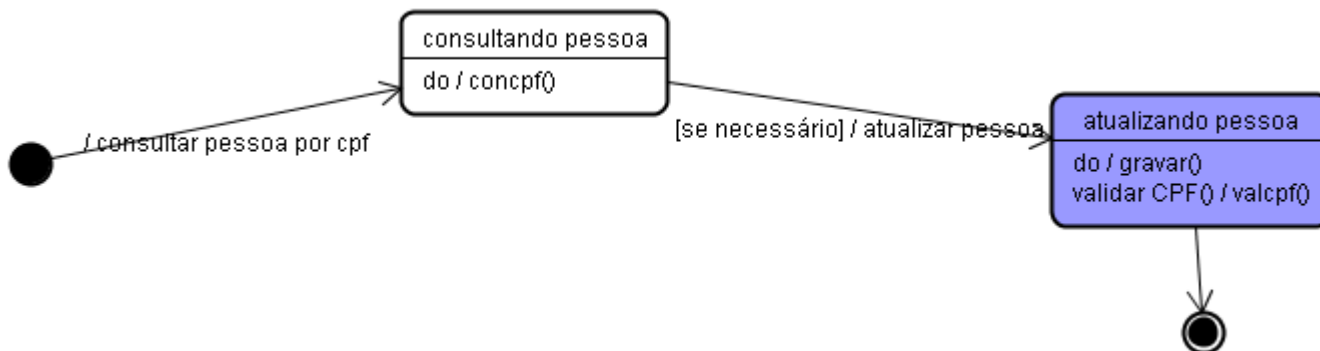 consultando pessoa
do / concpf()
/ consultar pessoa por cpf
[se necessário] / atualizar pessoa
atualizando pessoa
do / gravar()
validar CPF() / valcpf()